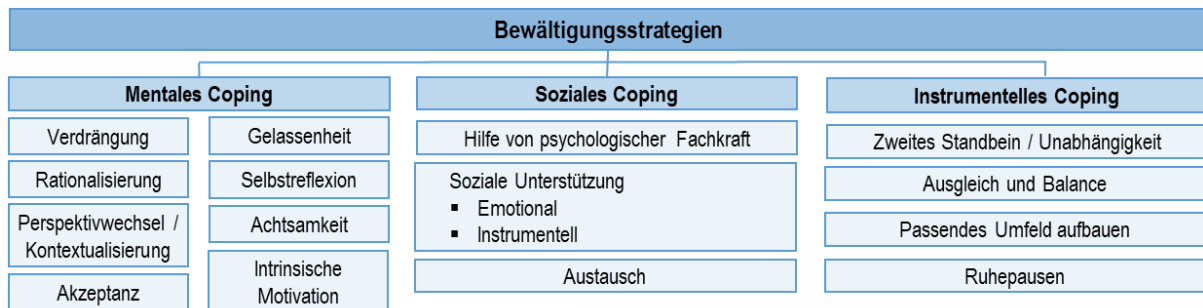 Bewältigungsstrategien
Mentales Coping
Verdrängung
Rationalisierung
Perspektivwechsel /
Kontextualisierung
Akzeptanz
Gelassenheit
Selbstreflexion
Achtsamkeit
Intrinsische
Motivation
Soziales Coping
Hilfe von psychologischer Fachkraft
Soziale Unterstützung
▪ Emotional
▪ Instrumentell
Austausch
Instrumentelles Coping
Zweites Standbein / Unabhängigkeit
Ausgleich und Balance
Passendes Umfeld aufbauen
Ruhepausen